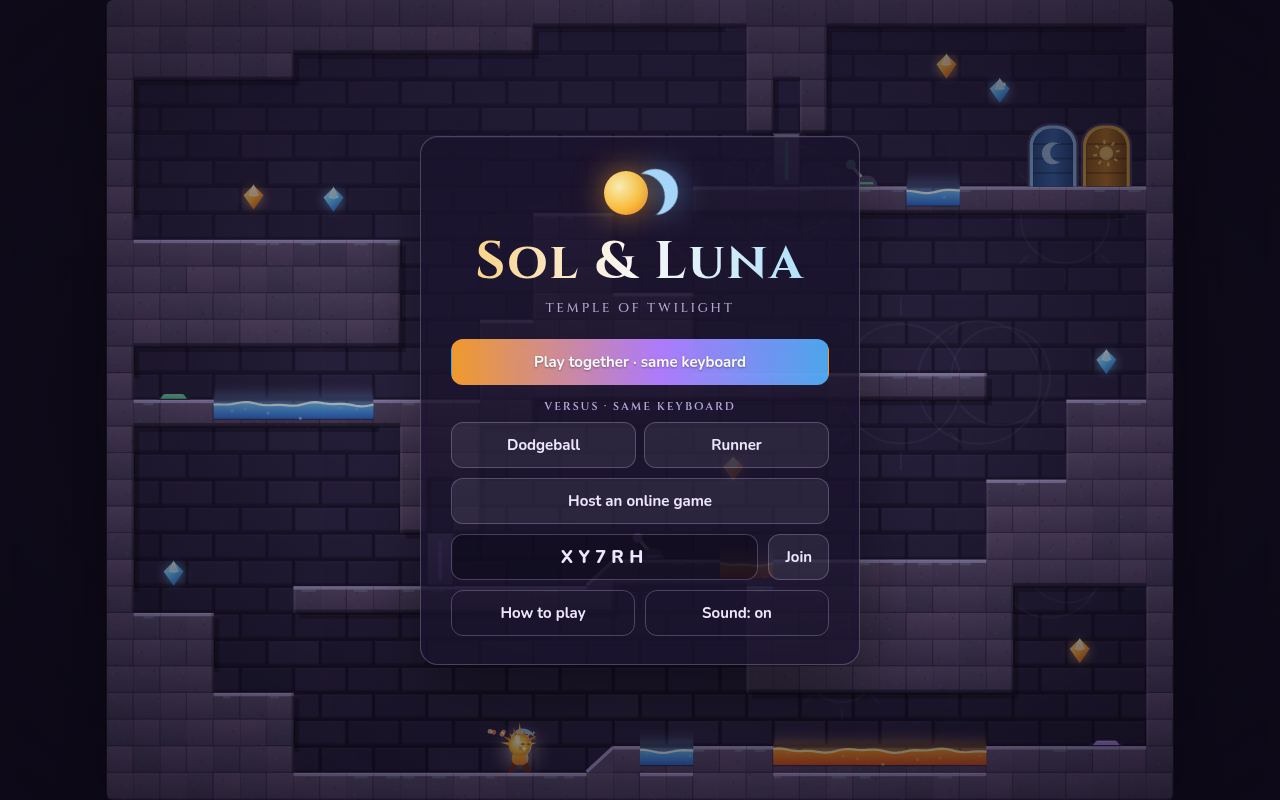 Sol & Luna
TEMPLE OF TWILIGHT
Play together · same keyboard
VERSUS · SAME KEYBOARD
Dodgeball
Runner
Host an online game
XY7RH
Join
How to play
Sound: on